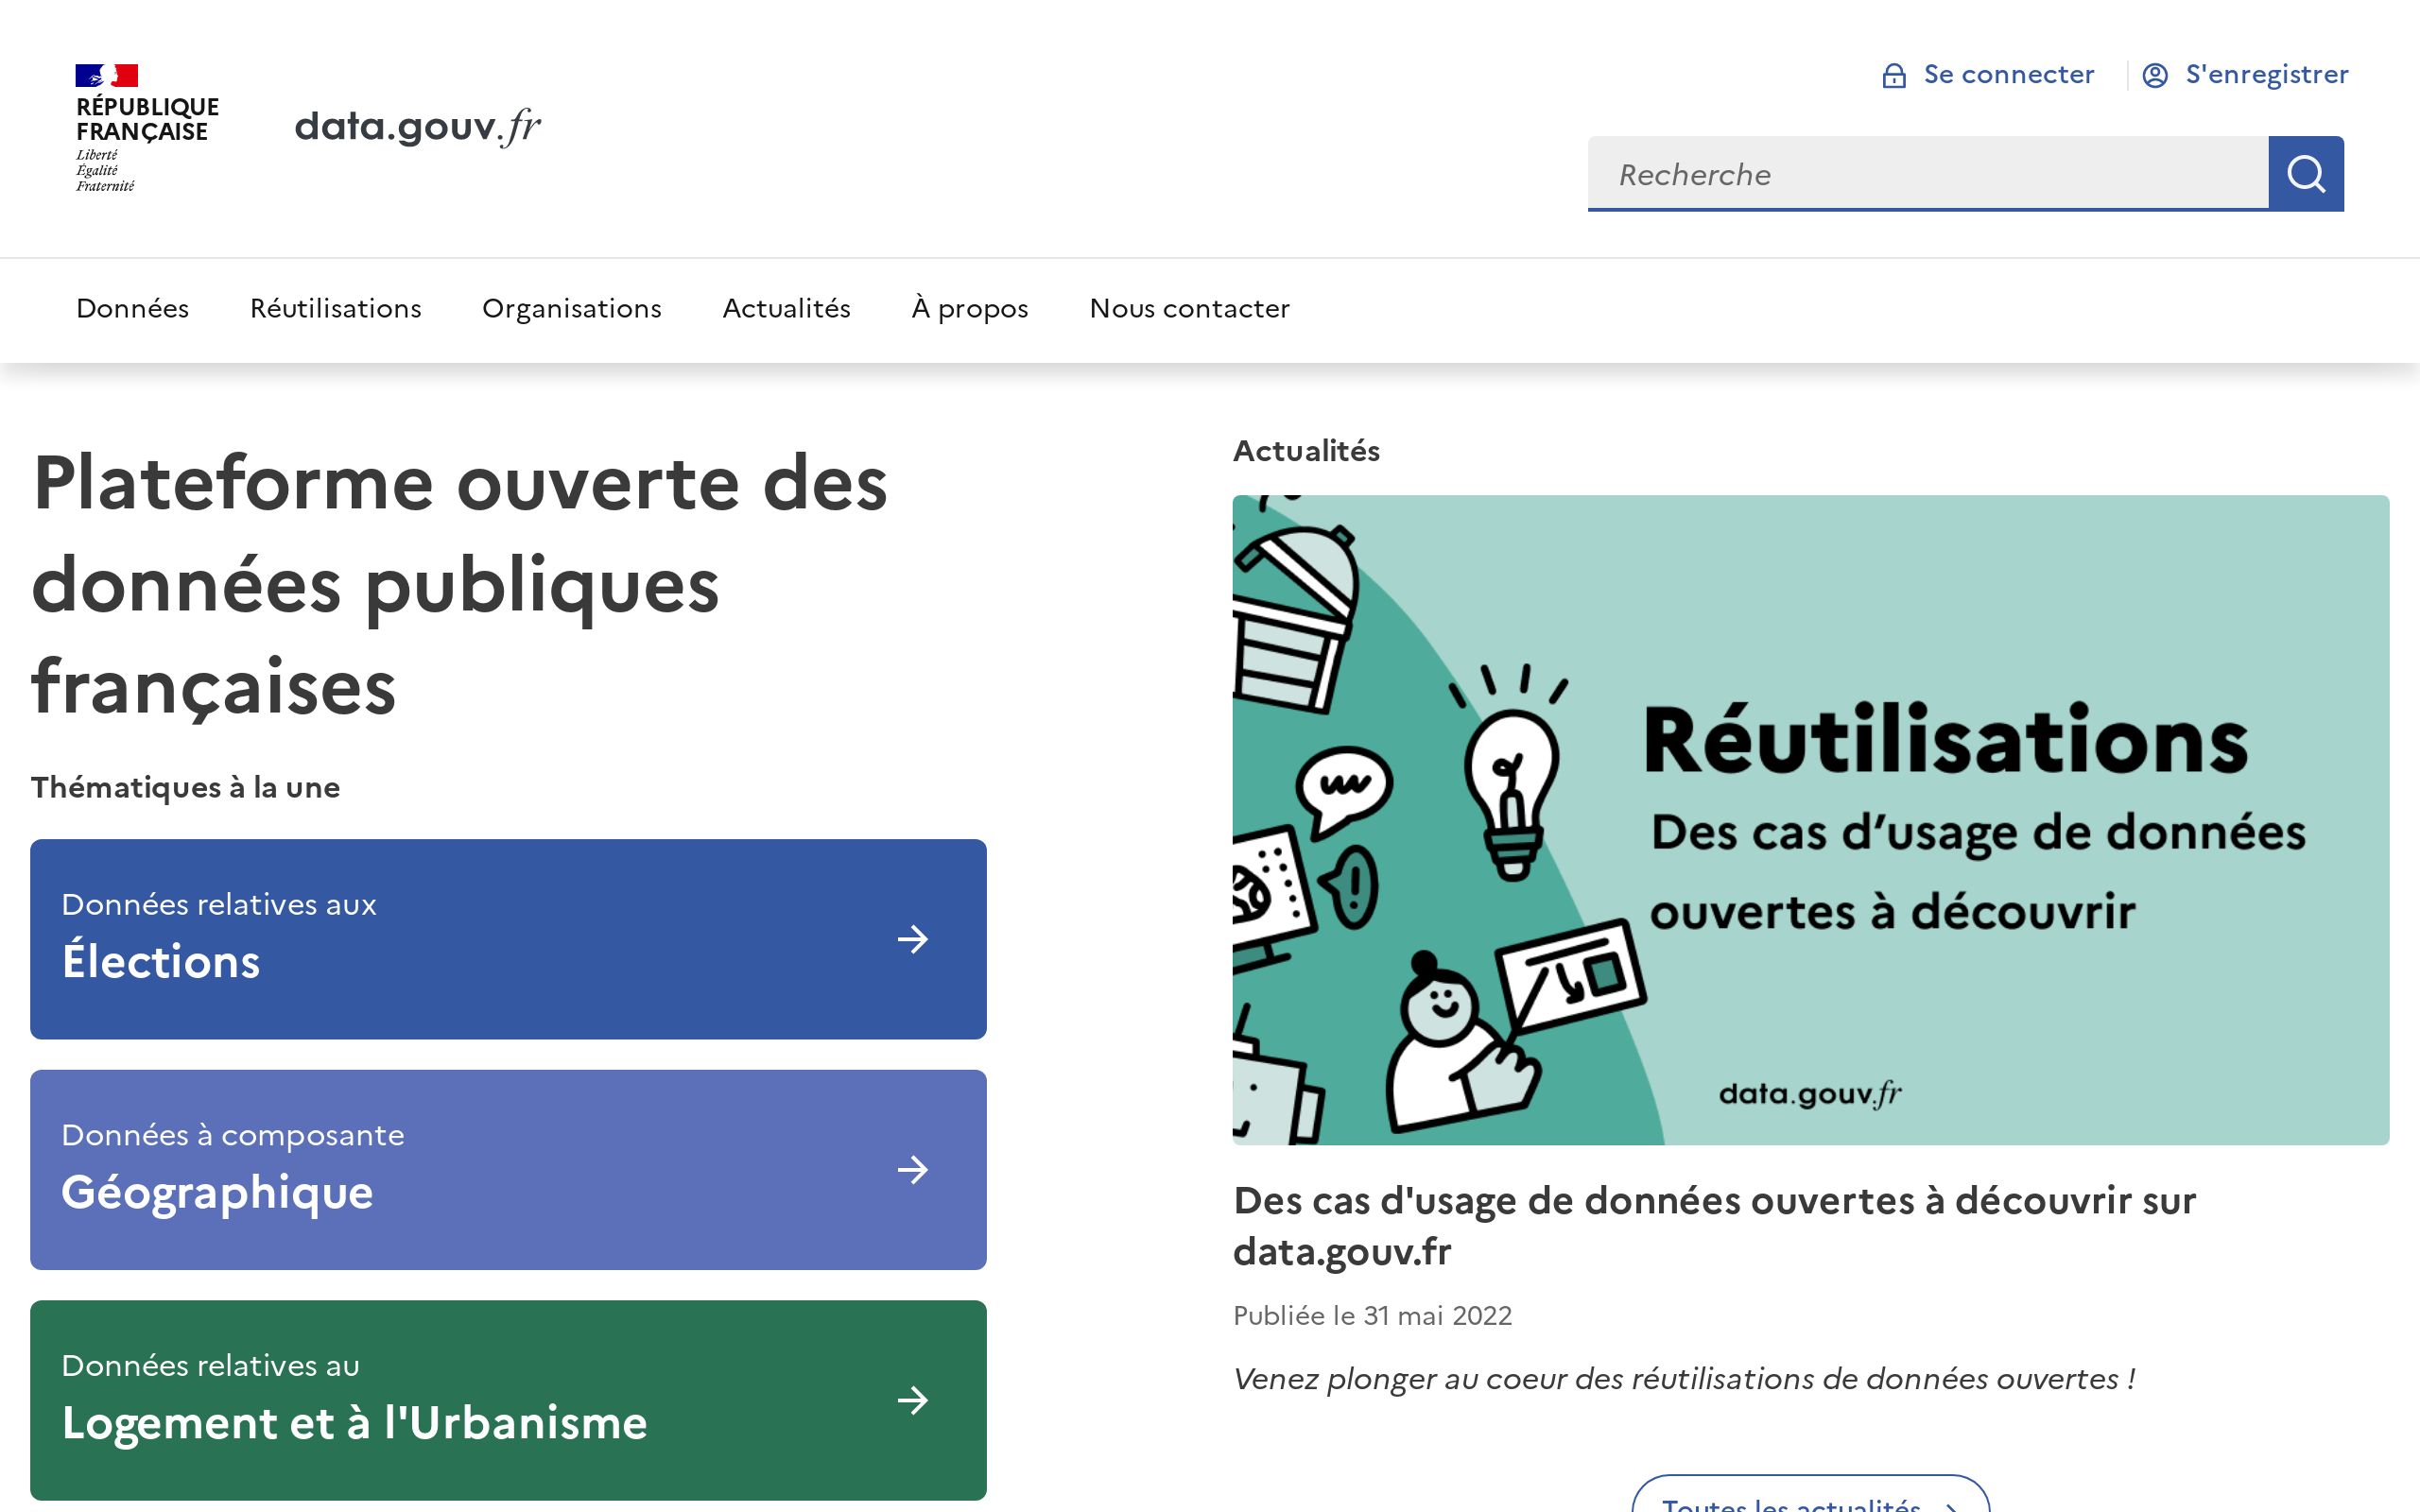 RÉPUBLIQUE
FRANÇAISE
Liberté
Égalité
Fraternité
data.gouv.fr
Se connecter
S'enregistrer
Recherche
Données
Réutilisations
Organisations
Actualités
À propos
Nous contacter
Plateforme ouverte des
données publiques
françaises
Thématiques à la une
Données relatives aux
Élections
Données à composante
Géographique
Données relatives au
Logement et à l'Urbanisme
Actualités
Réutilisations
Des cas d’usage de données
ouvertes à découvrir
data.gouv.fr
Des cas d'usage de données ouvertes à découvrir sur
data.gouv.fr
Publiée le 31 mai 2022
Venez plonger au coeur des réutilisations de données ouvertes !
Toutes les actualités